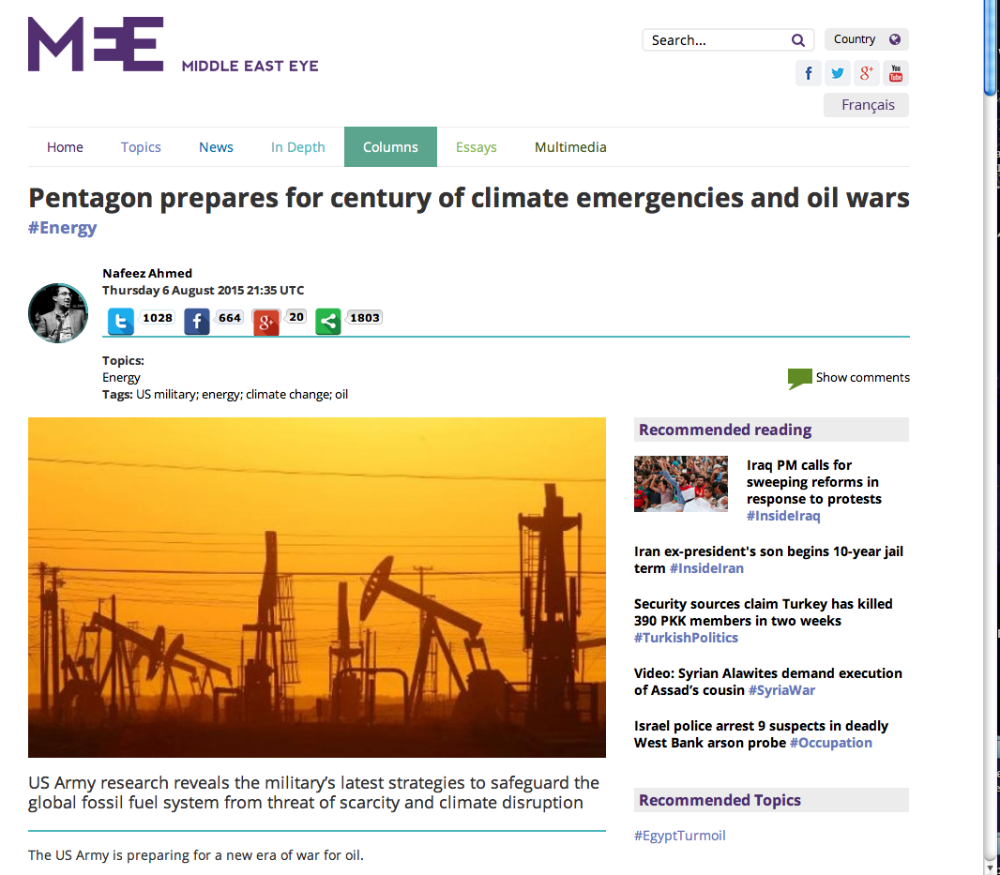 MEE
MIDDLE EAST EYE
Search...
Country
f
8+
You
Tube
Français
Home
Topics
News
In Depth
Columns
Essays
Multimedia
Pentagon prepares for century of climate emergencies and oil wars
#Energy
Nafeez Ahmed
Thursday 6 August 2015 21:35 UTC
t
1028
f
664
8+
20
1803
Topics:
Energy
Tags: US military; energy; climate change; oil
Show comments
Recommended reading
Iraq PM calls for
sweeping reforms in
response to protests
#InsideIraq
Iran ex-president's son begins 10-year jail
term #InsideIran
Security sources claim Turkey has killed
390 PKK members in two weeks
#TurkishPolitics
Video: Syrian Alawites demand execution
of Assad’s cousin #SyriaWar
Israel police arrest 9 suspects in deadly
West Bank arson probe #Occupation
Recommended Topics
#EgyptTurmoil
US Army research reveals the military’s latest strategies to safeguard the
global fossil fuel system from threat of scarcity and climate disruption
The US Army is preparing for a new era of war for oil.